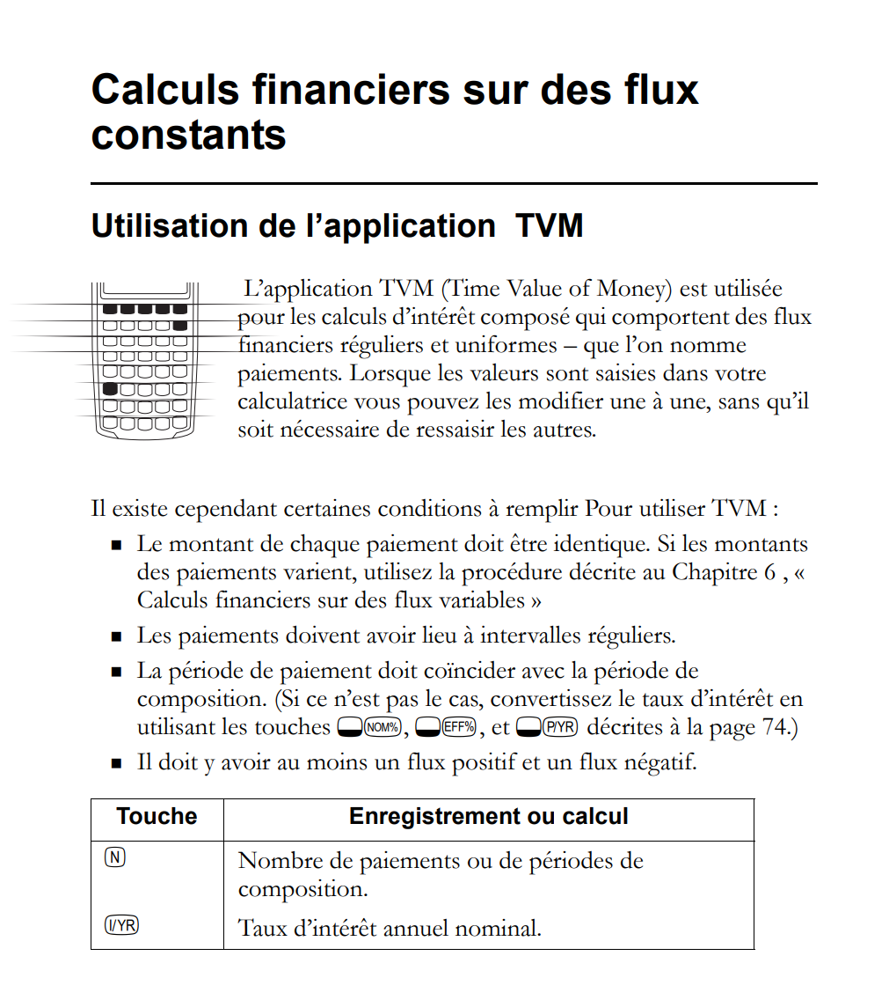 Calculs financiers sur des flux
constants
Utilisation de l’application TVM
L’application TVM (Time Value of Money) est utilisée
pour les calculs d’intérêt composé qui comportent des flux
financiers réguliers et uniformes – que l’on nomme
paiements. Lorsque les valeurs sont saisies dans votre
calculatrice vous pouvez les modifier une à une, sans qu’il
soit nécessaire de ressaisir les autres.
Il existe cependant certaines conditions à remplir Pour utiliser TVM :
■ Le montant de chaque paiement doit être identique. Si les montants
des paiements varient, utilisez la procédure décrite au Chapitre 6 , «
Calculs financiers sur des flux variables »
■ Les paiements doivent avoir lieu à intervalles réguliers.
■ La période de paiement doit coïncider avec la période de
composition. (Si ce n’est pas le cas, convertissez le taux d’intérêt en
utilisant les touches NOM%, EFF%, et P/YR décrites à la page 74.)
■ Il doit y avoir au moins un flux positif et un flux négatif.
Touche Enregistrement ou calcul
N Nombre de paiements ou de périodes de
composition.
I/YR Taux d’intérêt annuel nominal.